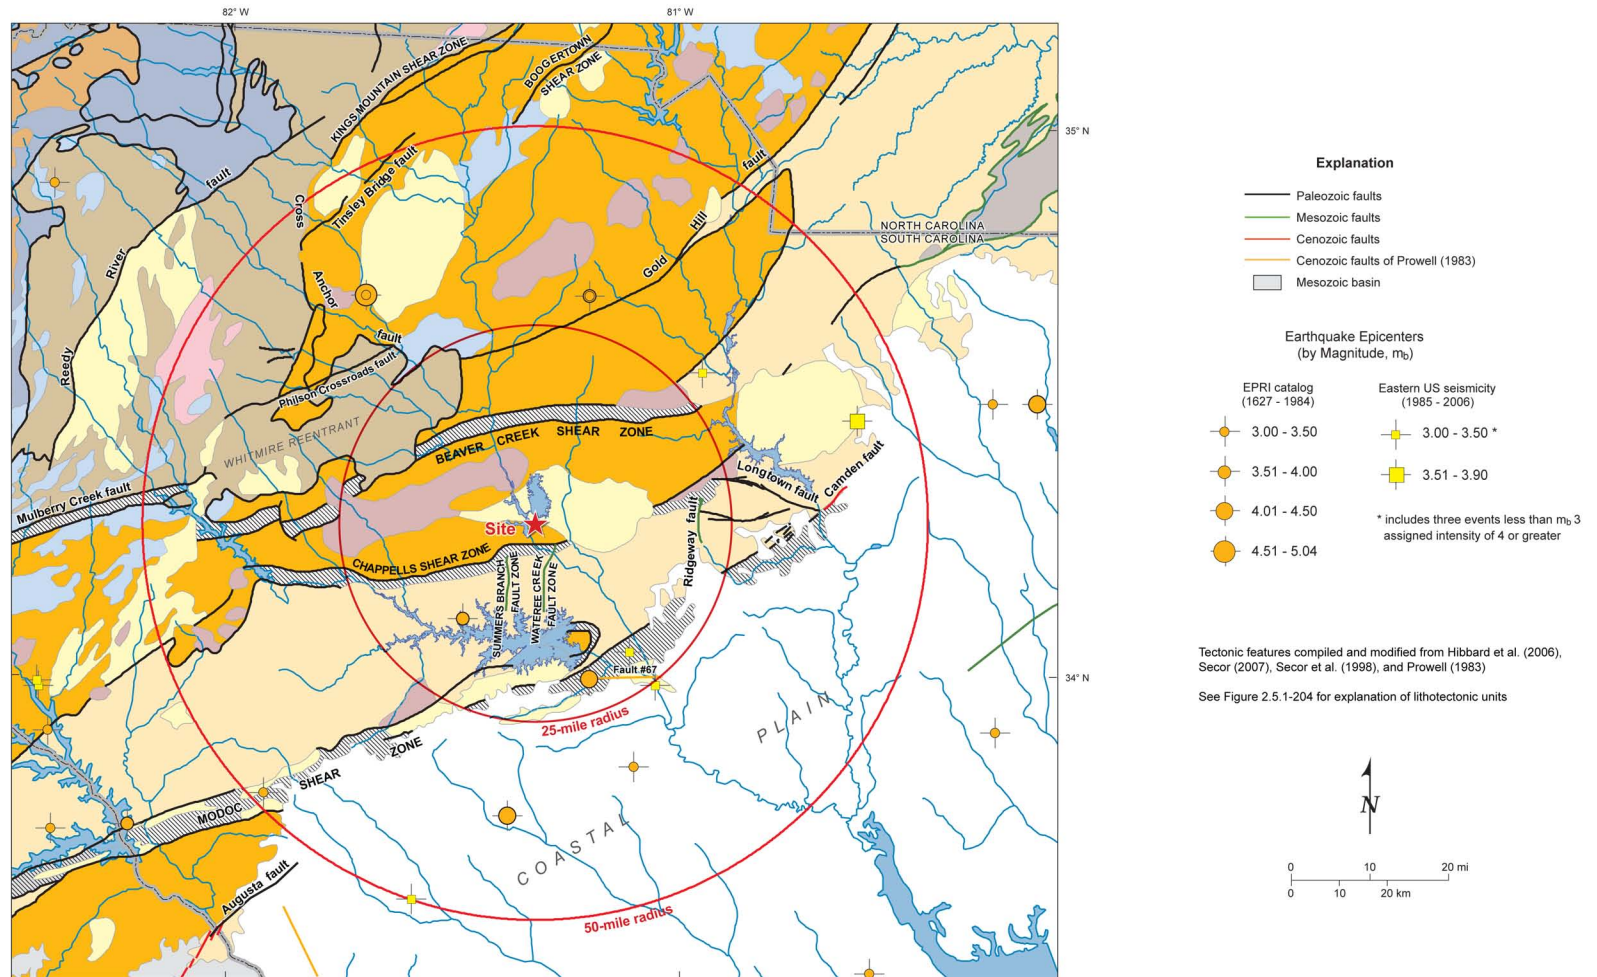 82° W
81° W
KINGS MOUNTAIN SHEAR ZONE
BOOGERTOWN
SHEAR ZONE
35° N
fault
Cross
Anchor
fault
Tinsley Bridge fault
Gold
Hill
fault
NORTH CAROLINA
SOUTH CAROLINA
Reedy
River
Philson Crossroads fault
WHITMIRE REENTRANT
BEAVER CREEK SHEAR ZONE
Mulberry Creek fault
Longtown fault
Camden fault
Site
CHAPPELLS SHEAR ZONE
SUMMERS BRANCH
FAULT ZONE
WATEREE CREEK
FAULT ZONE
Ridgeway fault
Fault #67
34° N
25-mile radius
PLAIN
MODOC SHEAR ZONE
COASTAL
Augusta fault
50-mile radius
Explanation
Paleozoic faults
Mesozoic faults
Cenozoic faults
Cenozoic faults of Prowell (1983)
Mesozoic basin
Earthquake Epicenters
(by Magnitude, mb)
EPRI catalog
(1627 - 1984)
3.00 - 3.50
3.51 - 4.00
4.01 - 4.50
4.51 - 5.04
Eastern US seismicity
(1985 - 2006)
3.00 - 3.50 *
3.51 - 3.90
* includes three events less than mb 3
assigned intensity of 4 or greater
Tectonic features compiled and modified from Hibbard et al. (2006),
Secor (2007), Secor et al. (1998), and Prowell (1983)
See Figure 2.5.1-204 for explanation of lithotectonic units
N
0 10 20 mi
0 10 20 km